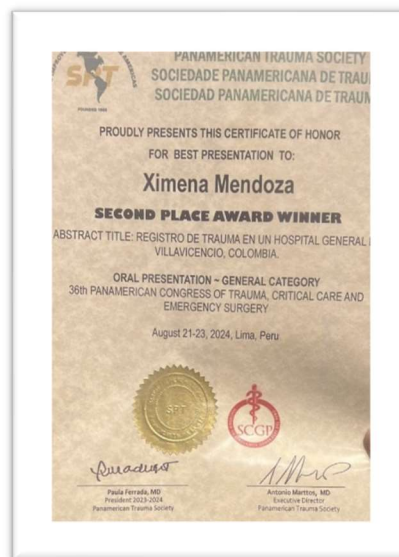 SPT
PANAMERICAN TRAUMA SOCIETY
SOCIEDADE PANAMERICANA DE
SOCIEDAD PANAMERICANA DE
PROUDLY PRESENTS THIS CERTIFICATE OF HONOR
FOR BEST PRESENTATION TO:
Ximena Mendoza
SECOND PLACE AWARD WINNER
ABSTRACT TITLE: REGISTRO DE TRAUMA EN UN HOSPITAL GENERAL
VILLAVICENCIO, COLOMBIA.
ORAL PRESENTATION ~ GENERAL CATEGORY
36th PANAMERICAN CONGRESS OF TRAUMA, CRITICAL CARE AND
EMERGENCY SURGERY
August 21-23, 2024, Lima, Peru
SPT
SCGP
Paula Ferrada, MD
President 2023-2024
Panamerican Trauma Society
Antonio Marttos, MD
Executive Director
Panamerican Trauma Society